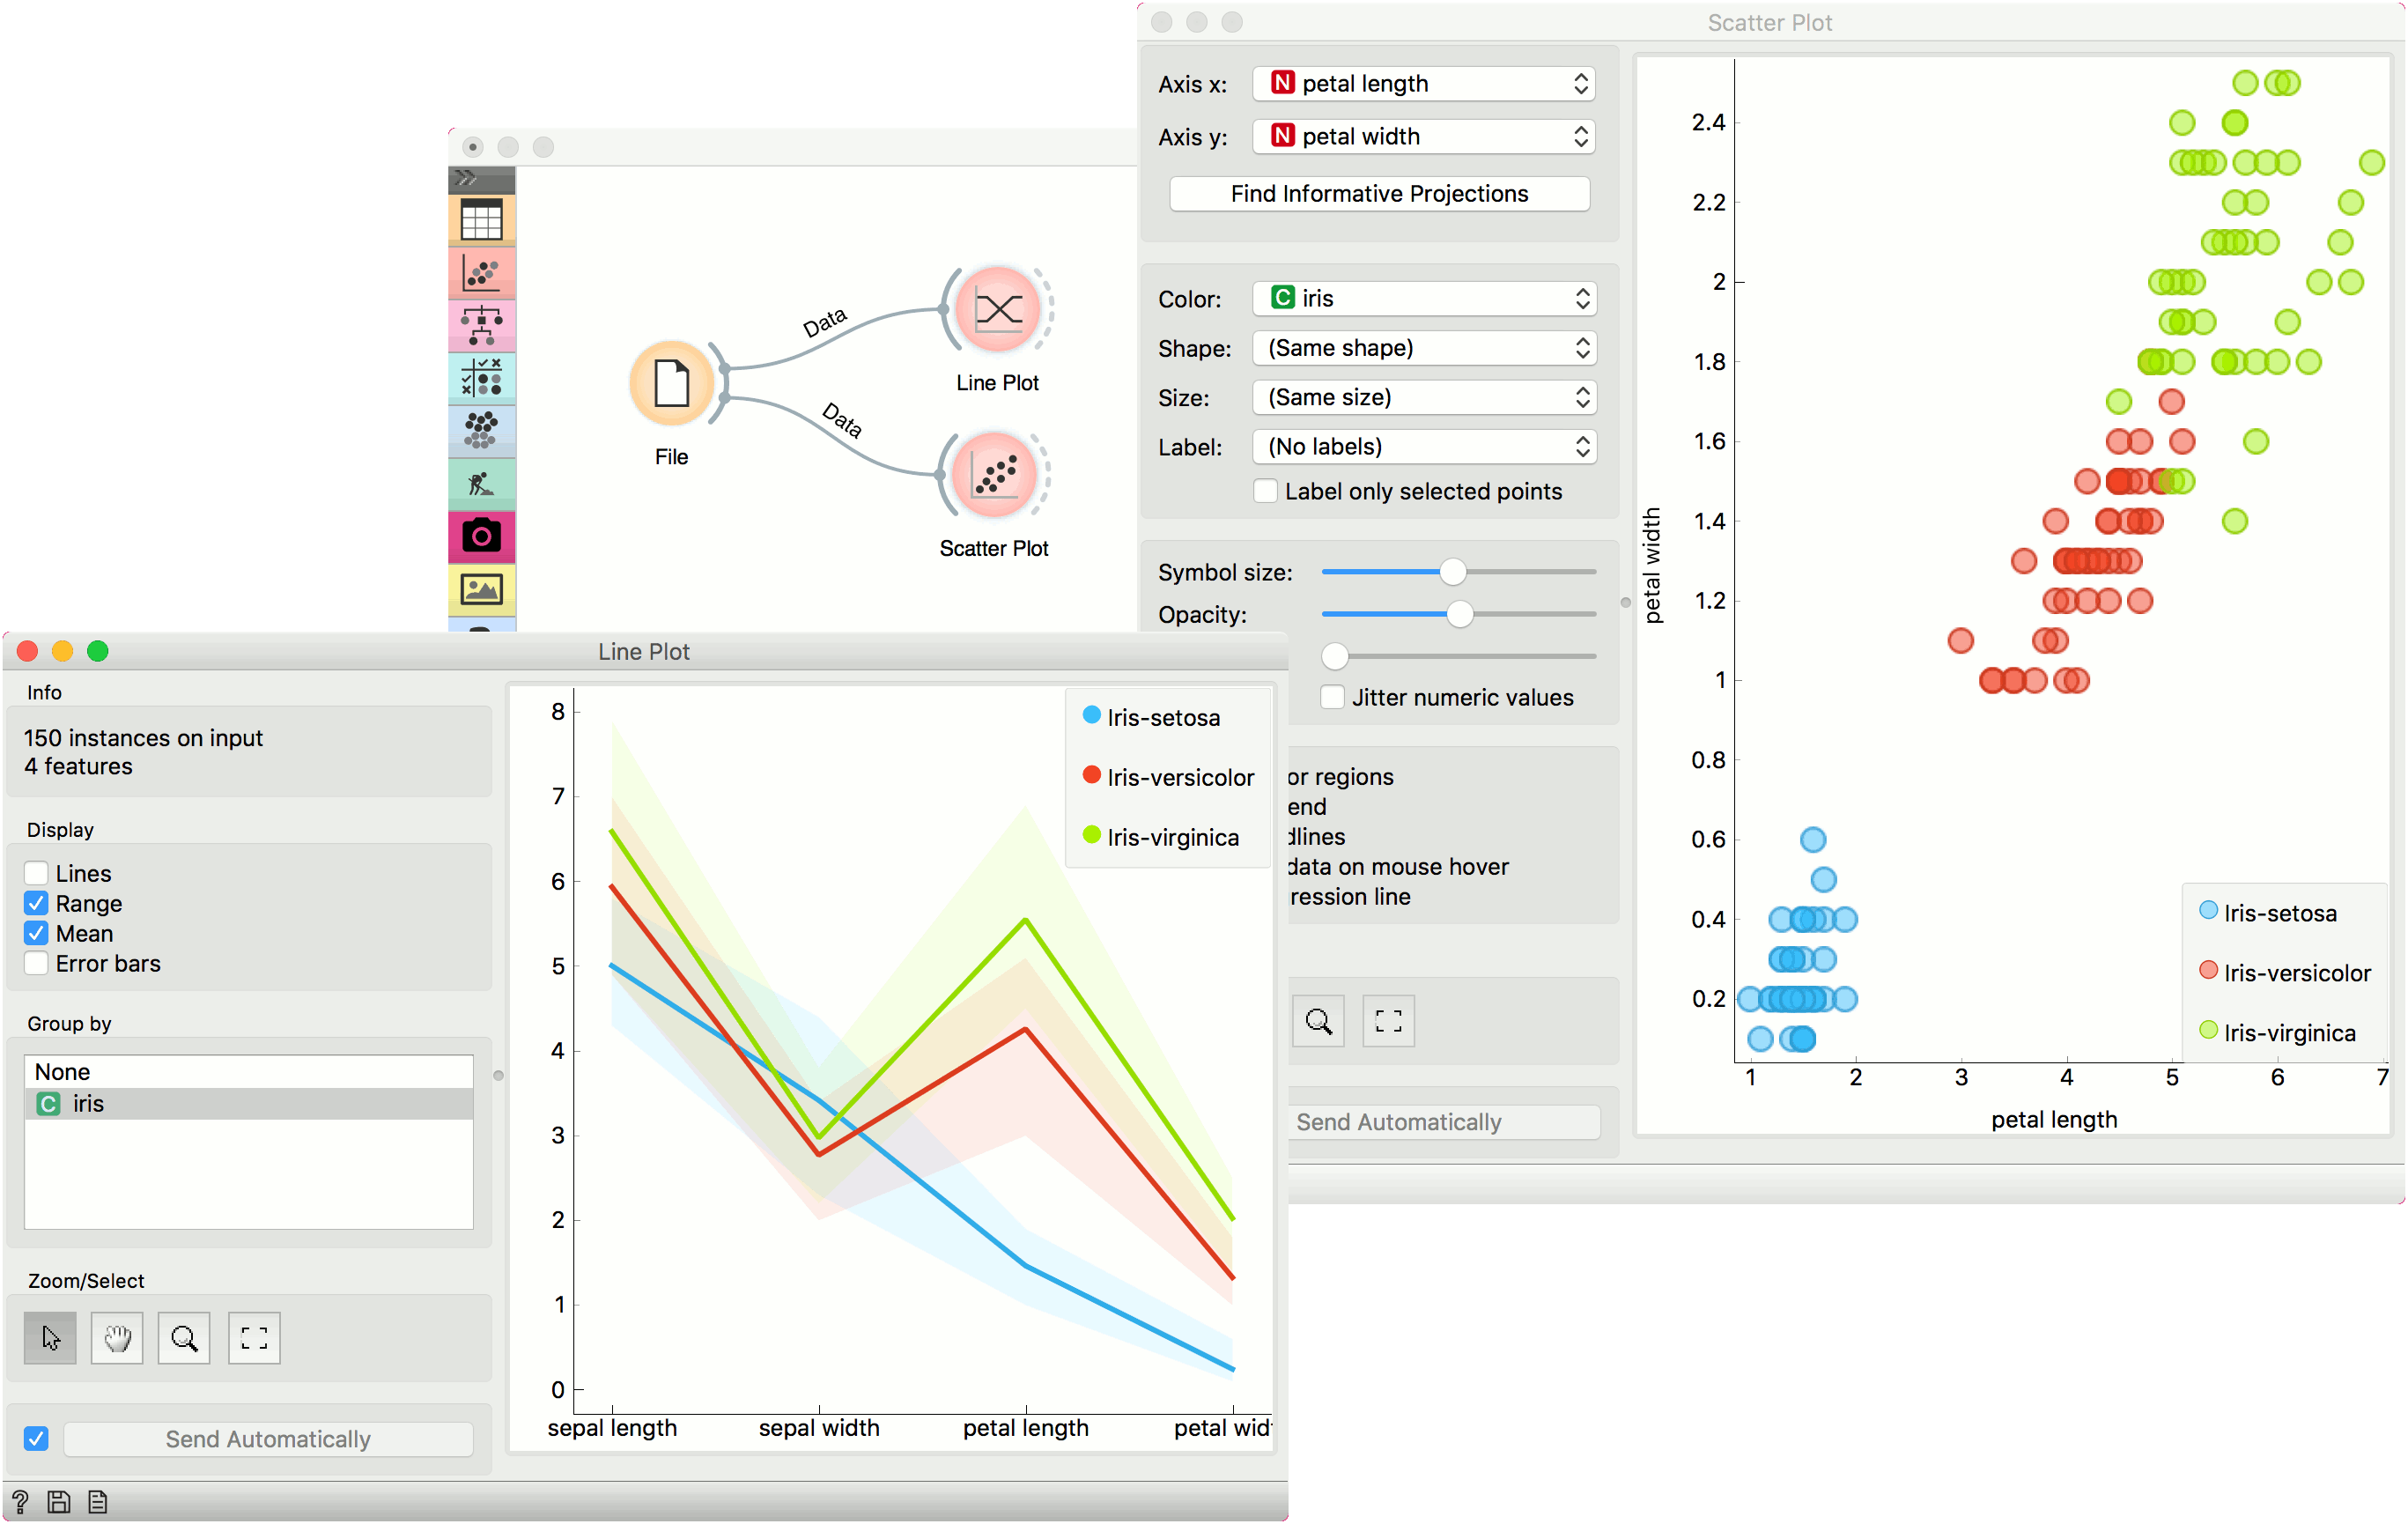 Scatter Plot
Axis x: N petal length
Axis y: N petal width
Find Informative Projections
Color: C iris
Shape: (Same shape)
Size: (Same size)
Label: (No labels)
Label only selected points
Symbol size:
Opacity:
Jitter numeric values
or regions
end
dlines
data on mouse hover
ression line
Send Automatically
2.4
2.2
2
1.8
1.6
1.4
1.2
1
0.8
0.6
0.4
0.2
petal width
1 2 3 4 5 6 7
petal length
Iris-setosa
Iris-versicolor
Iris-virginica
File
Data
Data
Line Plot
Scatter Plot
Line Plot
Info
150 instances on input
4 features
Display
Lines
Range
Mean
Error bars
Group by
None
C iris
Zoom/Select
Send Automatically
8
7
6
5
4
3
2
1
0
sepal length sepal width petal length petal widt
Iris-setosa
Iris-versicolor
Iris-virginica
?